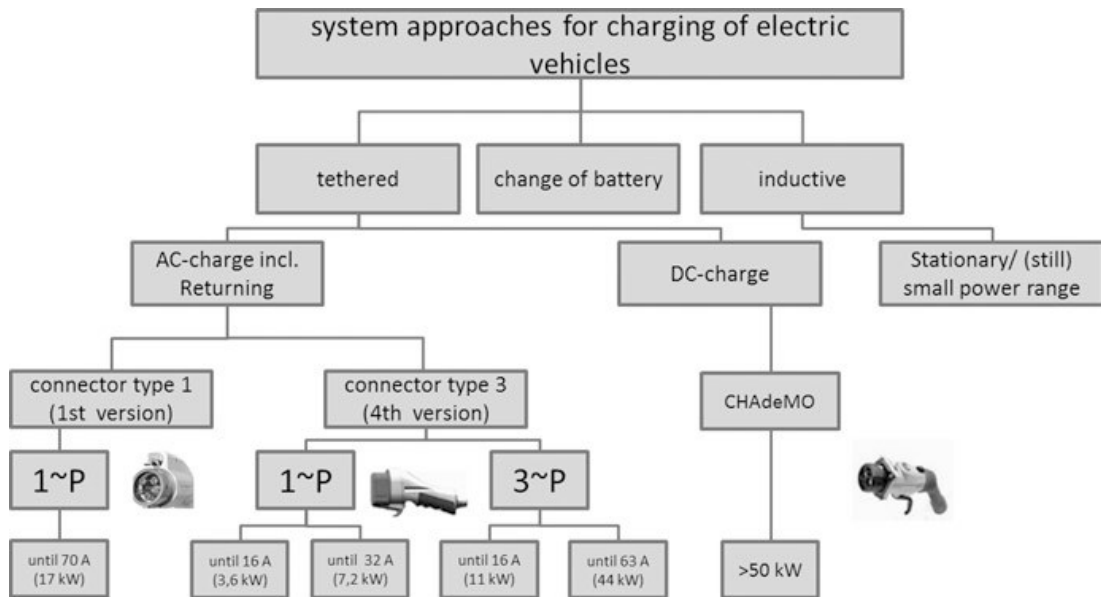 system approaches for charging of electric
vehicles
tethered
change of battery
inductive
AC-charge incl.
Returning
DC-charge
Stationary/ (still)
small power range
connector type 1
(1st version)
connector type 3
(4th version)
CHAdeMO
1~P
1~P
3~P
until 70 A
(17 kW)
until 16 A
(3,6 kW)
until 32 A
(7,2 kW)
until 16 A
(11 kW)
until 63 A
(44 kW)
>50 kW